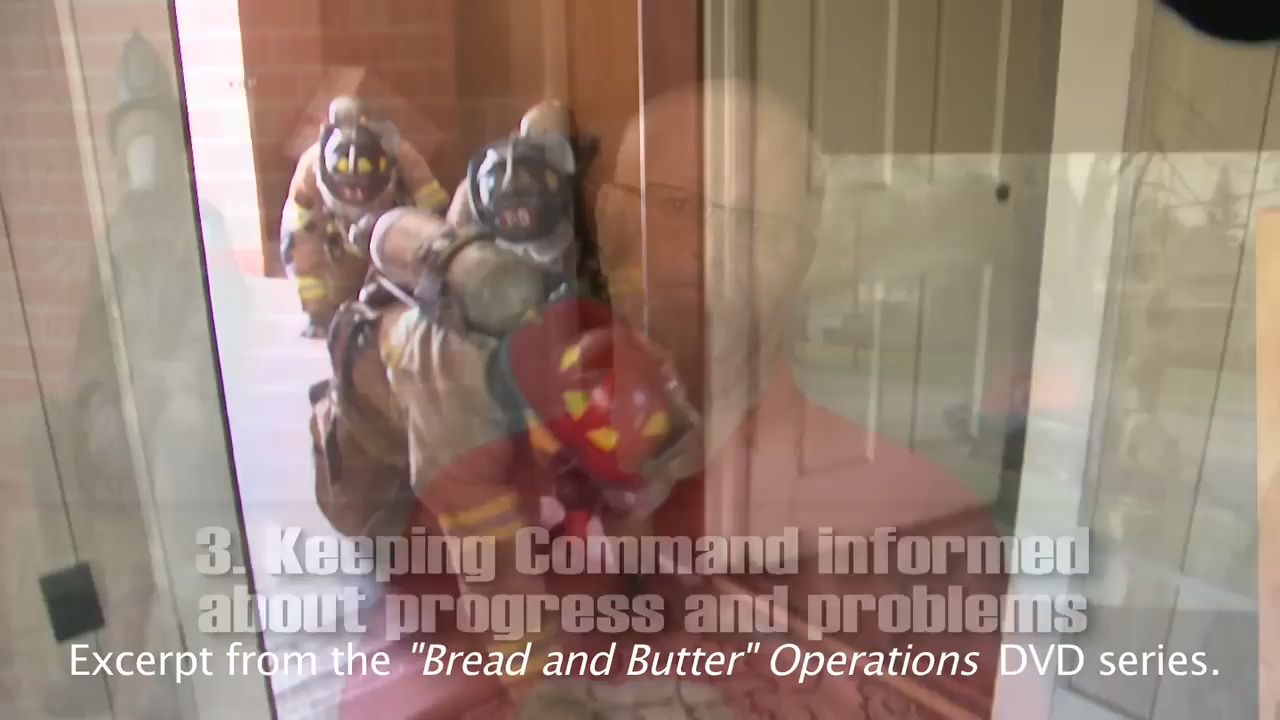 3. Keeping Command informed
about progress and problems
Excerpt from the "Bread and Butter" Operations DVD series.